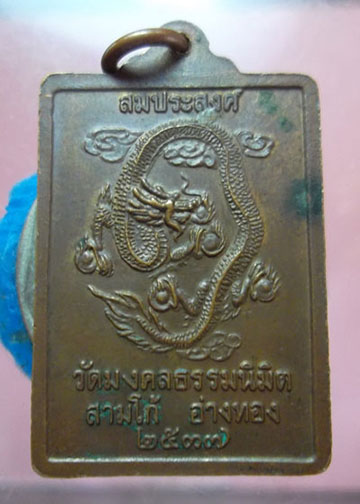 สมประสงค์
วัดมงคลธรรมนิมิต
สามโก้ อ่างทอง
๒๕๓๗